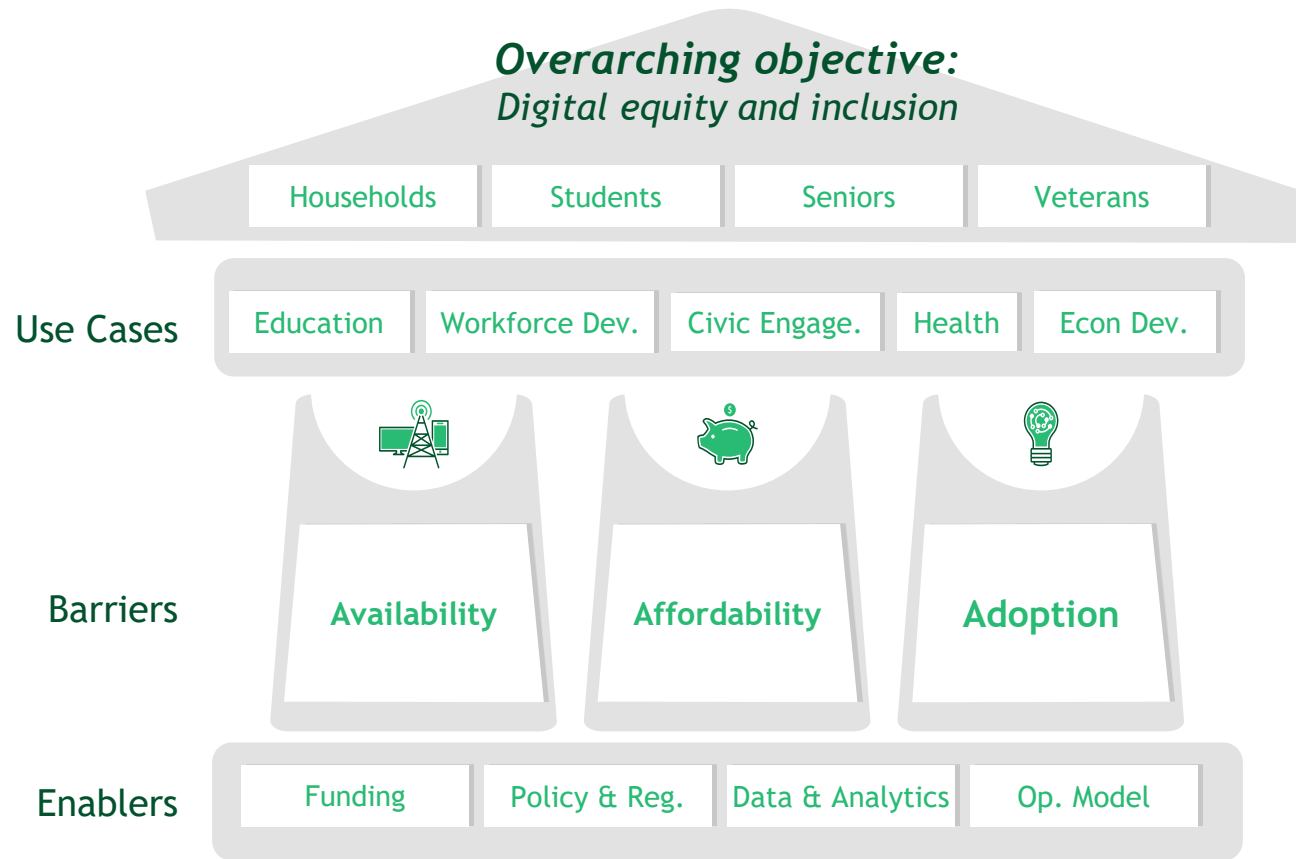 Overarching objective:
Digital equity and inclusion
Households
Students
Seniors
Veterans
Use Cases
Education
Workforce Dev.
Civic Engage.
Health
Econ Dev.
$
Barriers
Availability
Affordability
Adoption
Enablers
Funding
Policy & Reg.
Data & Analytics
Op. Model